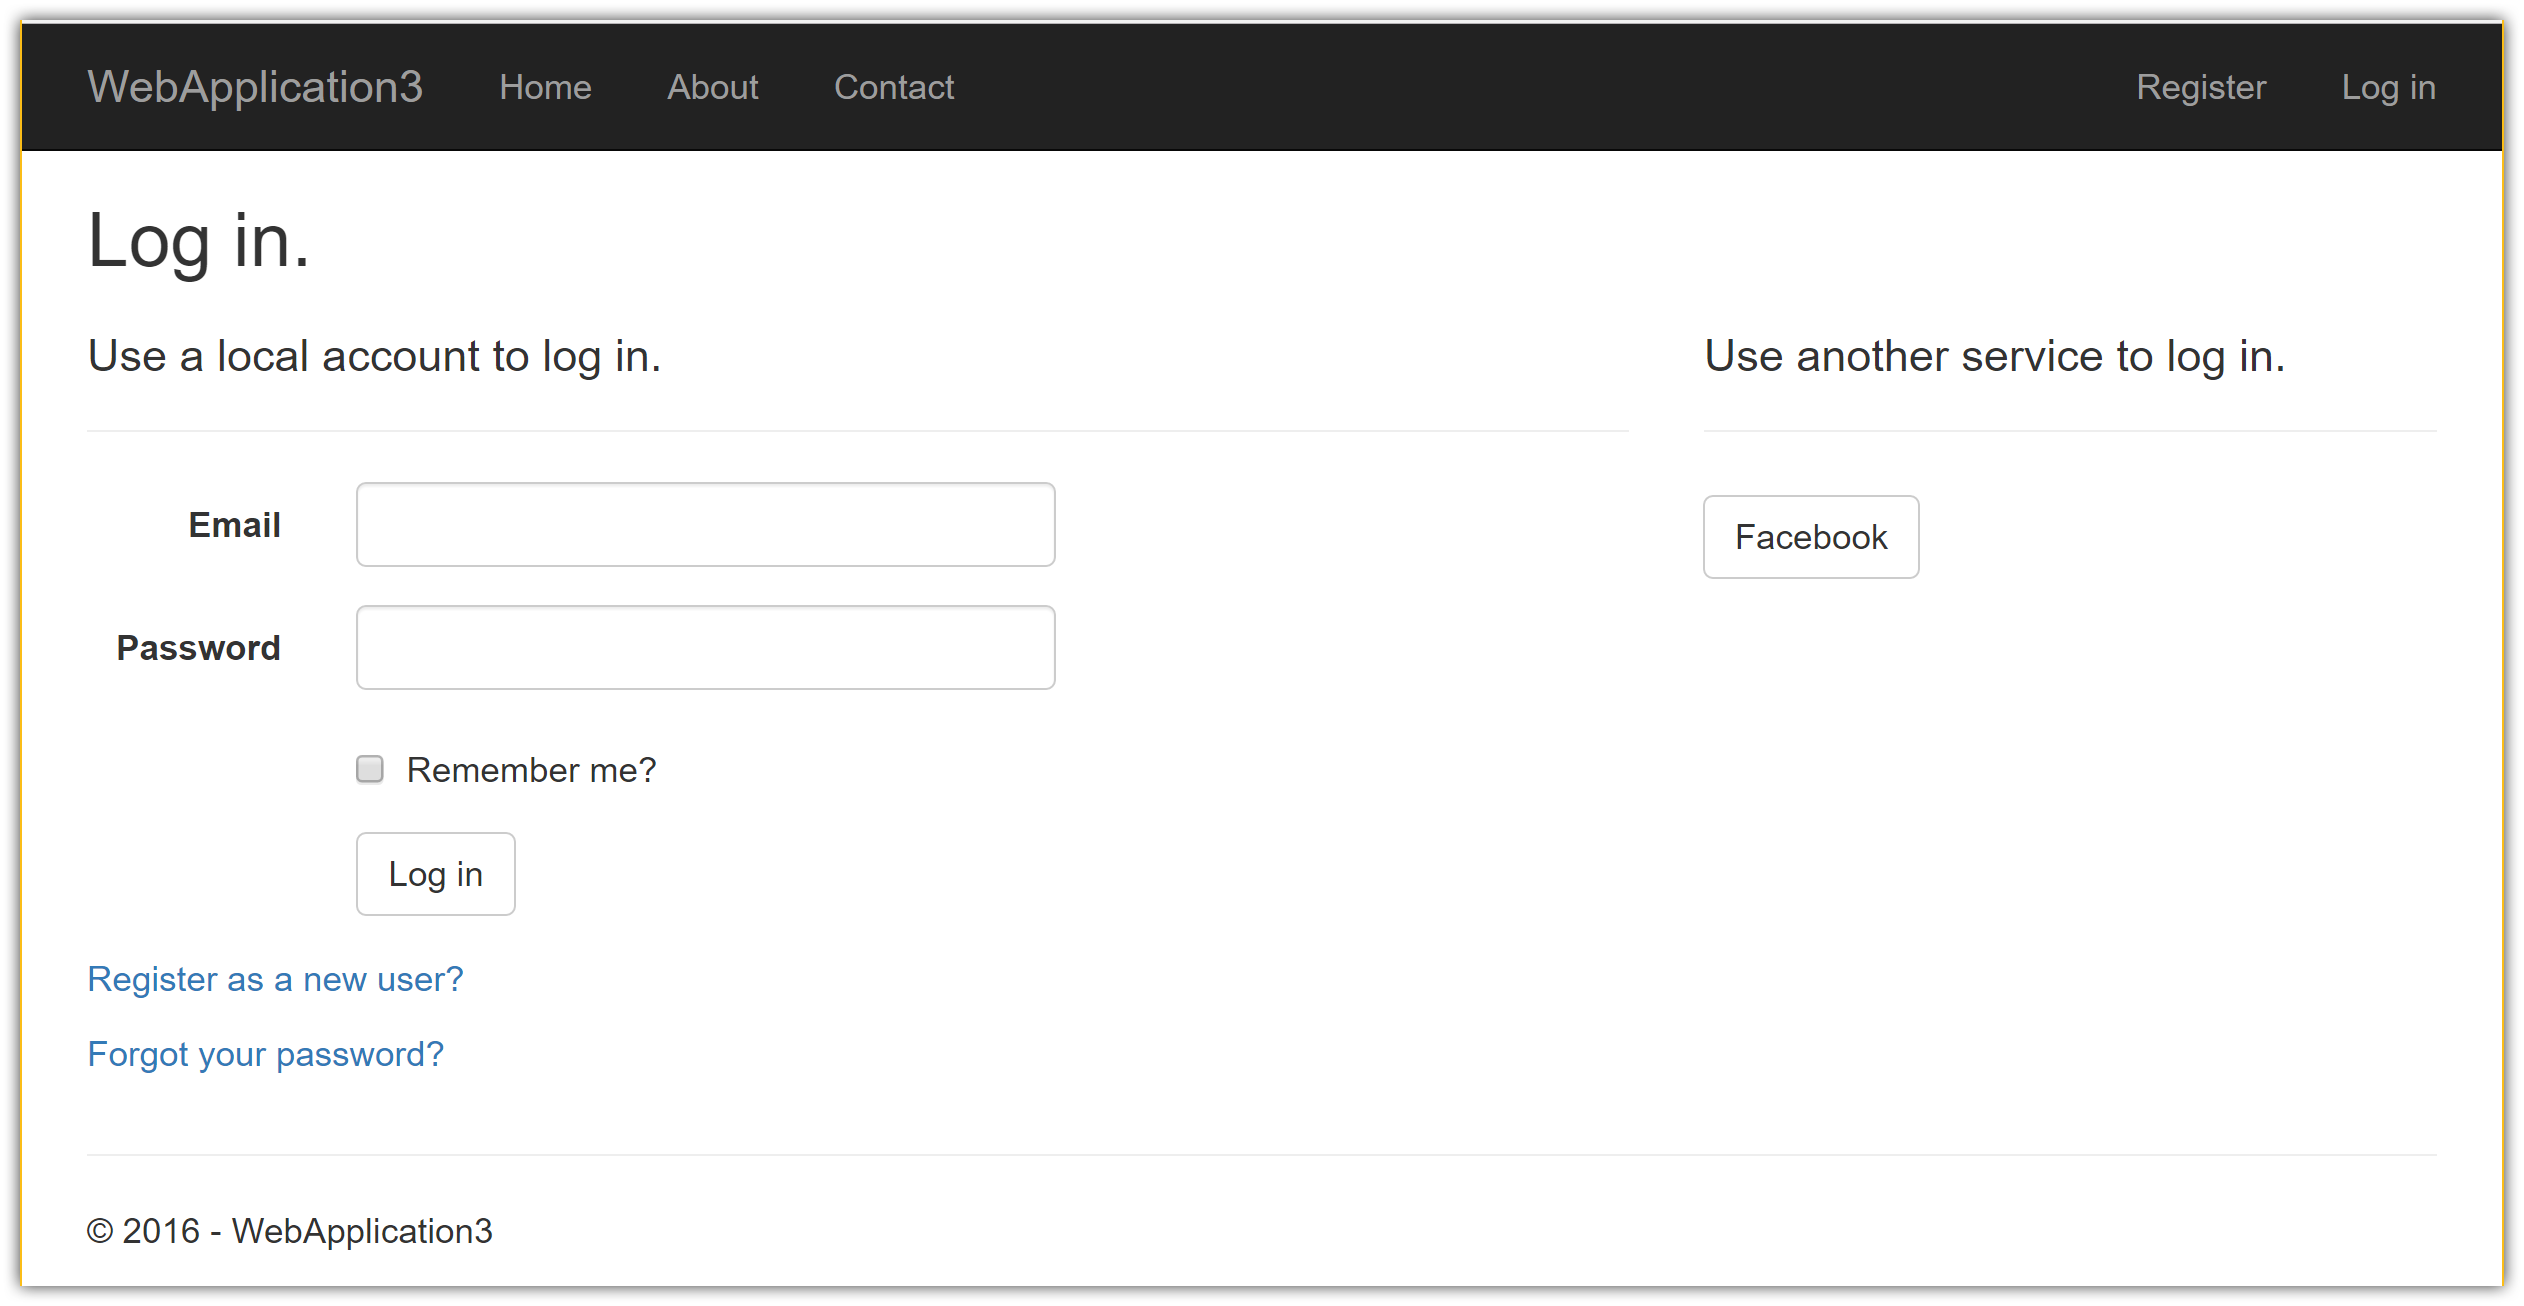 WebApplication3 Home About Contact Register Log in
Log in.
Use a local account to log in.
Email
Password
Remember me?
Log in
Register as a new user?
Forgot your password?
Use another service to log in.
Facebook
© 2016 - WebApplication3